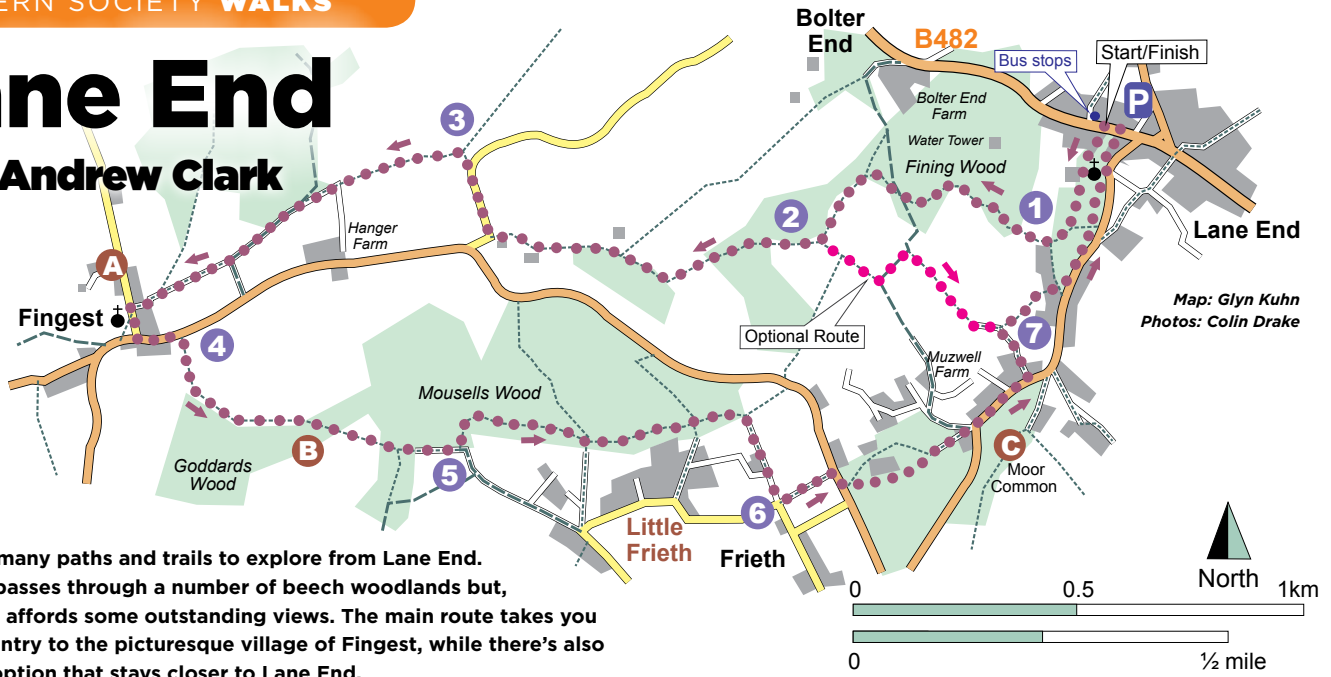 ERN SOCIETY WALKS
ane End
Andrew Clark
Bolter
End
B482
Bus stops
Start/Finish
P
Bolter End
Farm
Water Tower
Fining Wood
1
2
3
Lane End
Map: Glyn Kuhn
Photos: Colin Drake
Hanger
Farm
A
Fingest
4
Optional Route
7
Muzwell
Farm
Mousells Wood
B
Goddards
Wood
5
C
Moor
Common
6
Little
Frieth
Frieth
North
0 0.5 1km
0 ½ mile
many paths and trails to explore from Lane End.
passes through a number of beech woodlands but,
affords some outstanding views. The main route takes you
ntry to the picturesque village of Fingest, while there’s also
option that stays closer to Lane End.